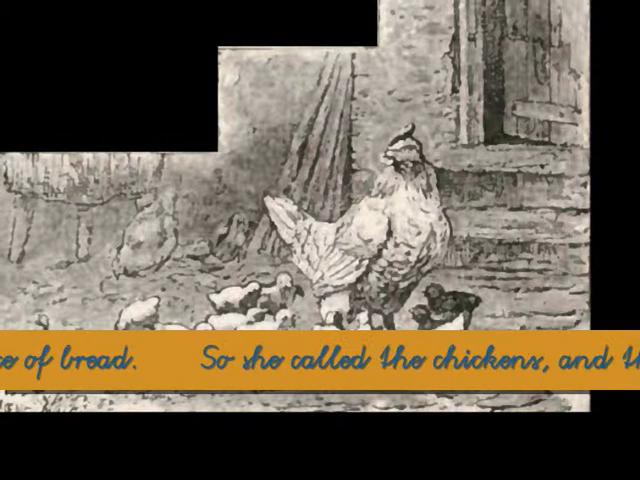 of bread. So she called the chickens, and